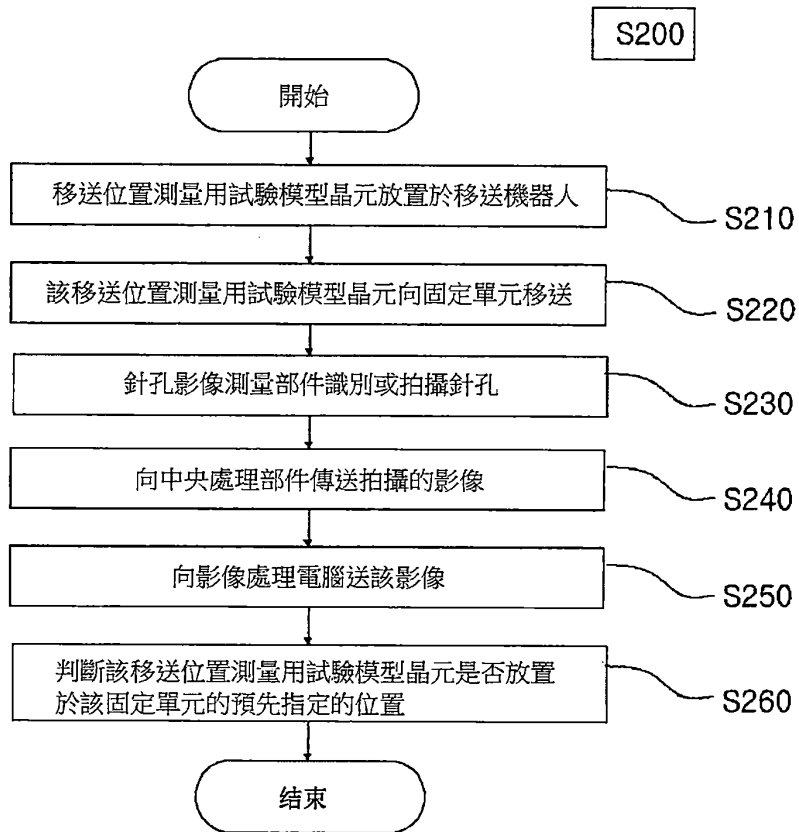 S200
開始
移送位置測量用試驗模型晶元放置於移送機器人
S210
該移送位置測量用試驗模型晶元向固定單元移送
S220
針孔影像測量部件識別或拍攝針孔
S230
向中央處理部件傳送拍攝的影像
S240
向影像處理電腦送該影像
S250
判斷該移送位置測量用試驗模型晶元是否放置
於該固定單元的預先指定的位置
S260
结束